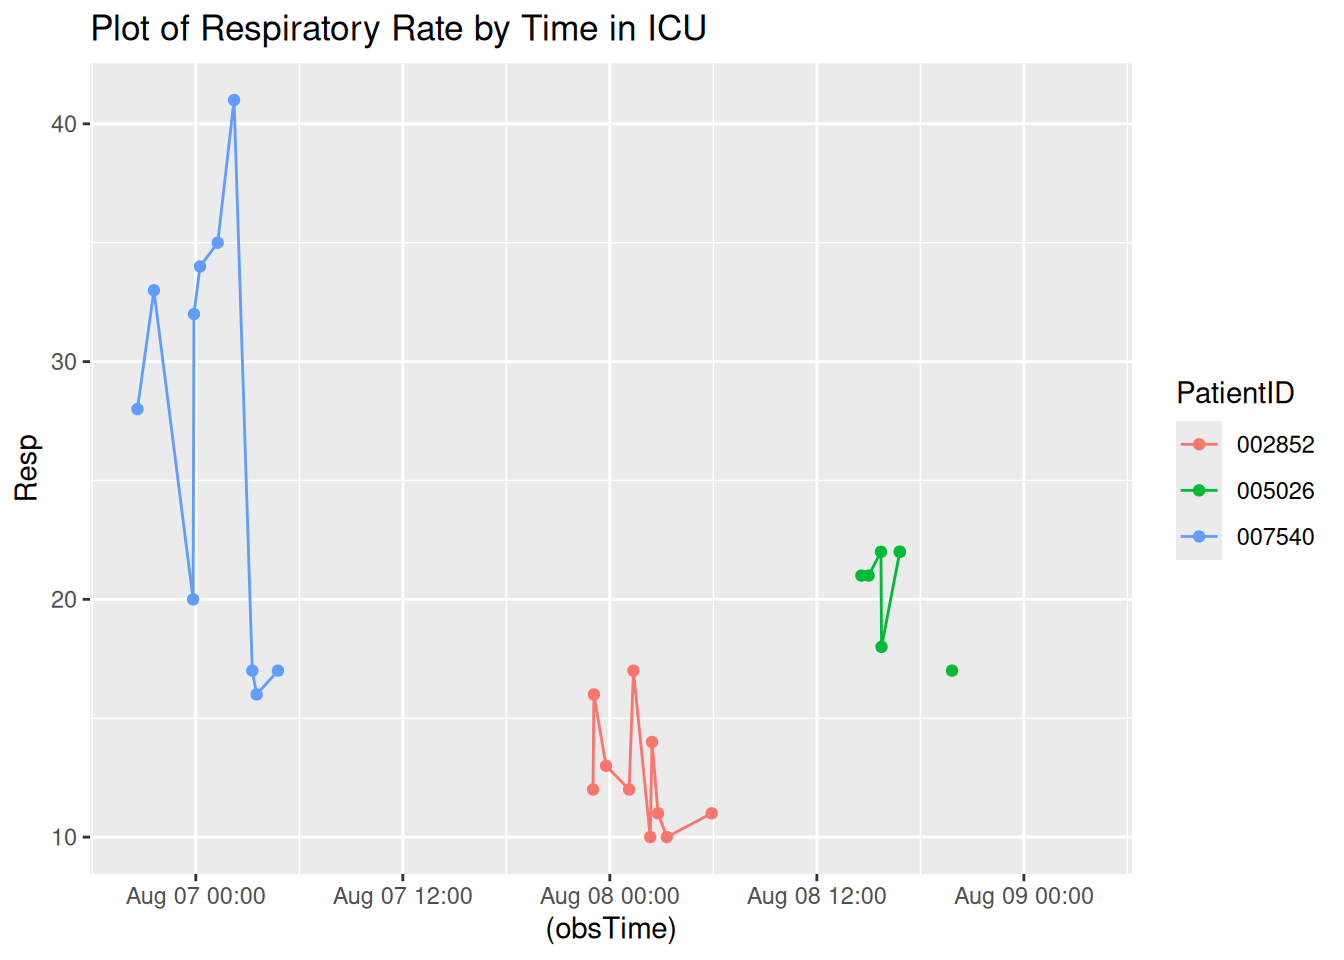 Plot of Respiratory Rate by Time in ICU
40
30
20
10
Resp
Aug 07 00:00 Aug 07 12:00 Aug 08 00:00 Aug 08 12:00 Aug 09 00:00
(obsTime)
PatientID
002852
005026
007540